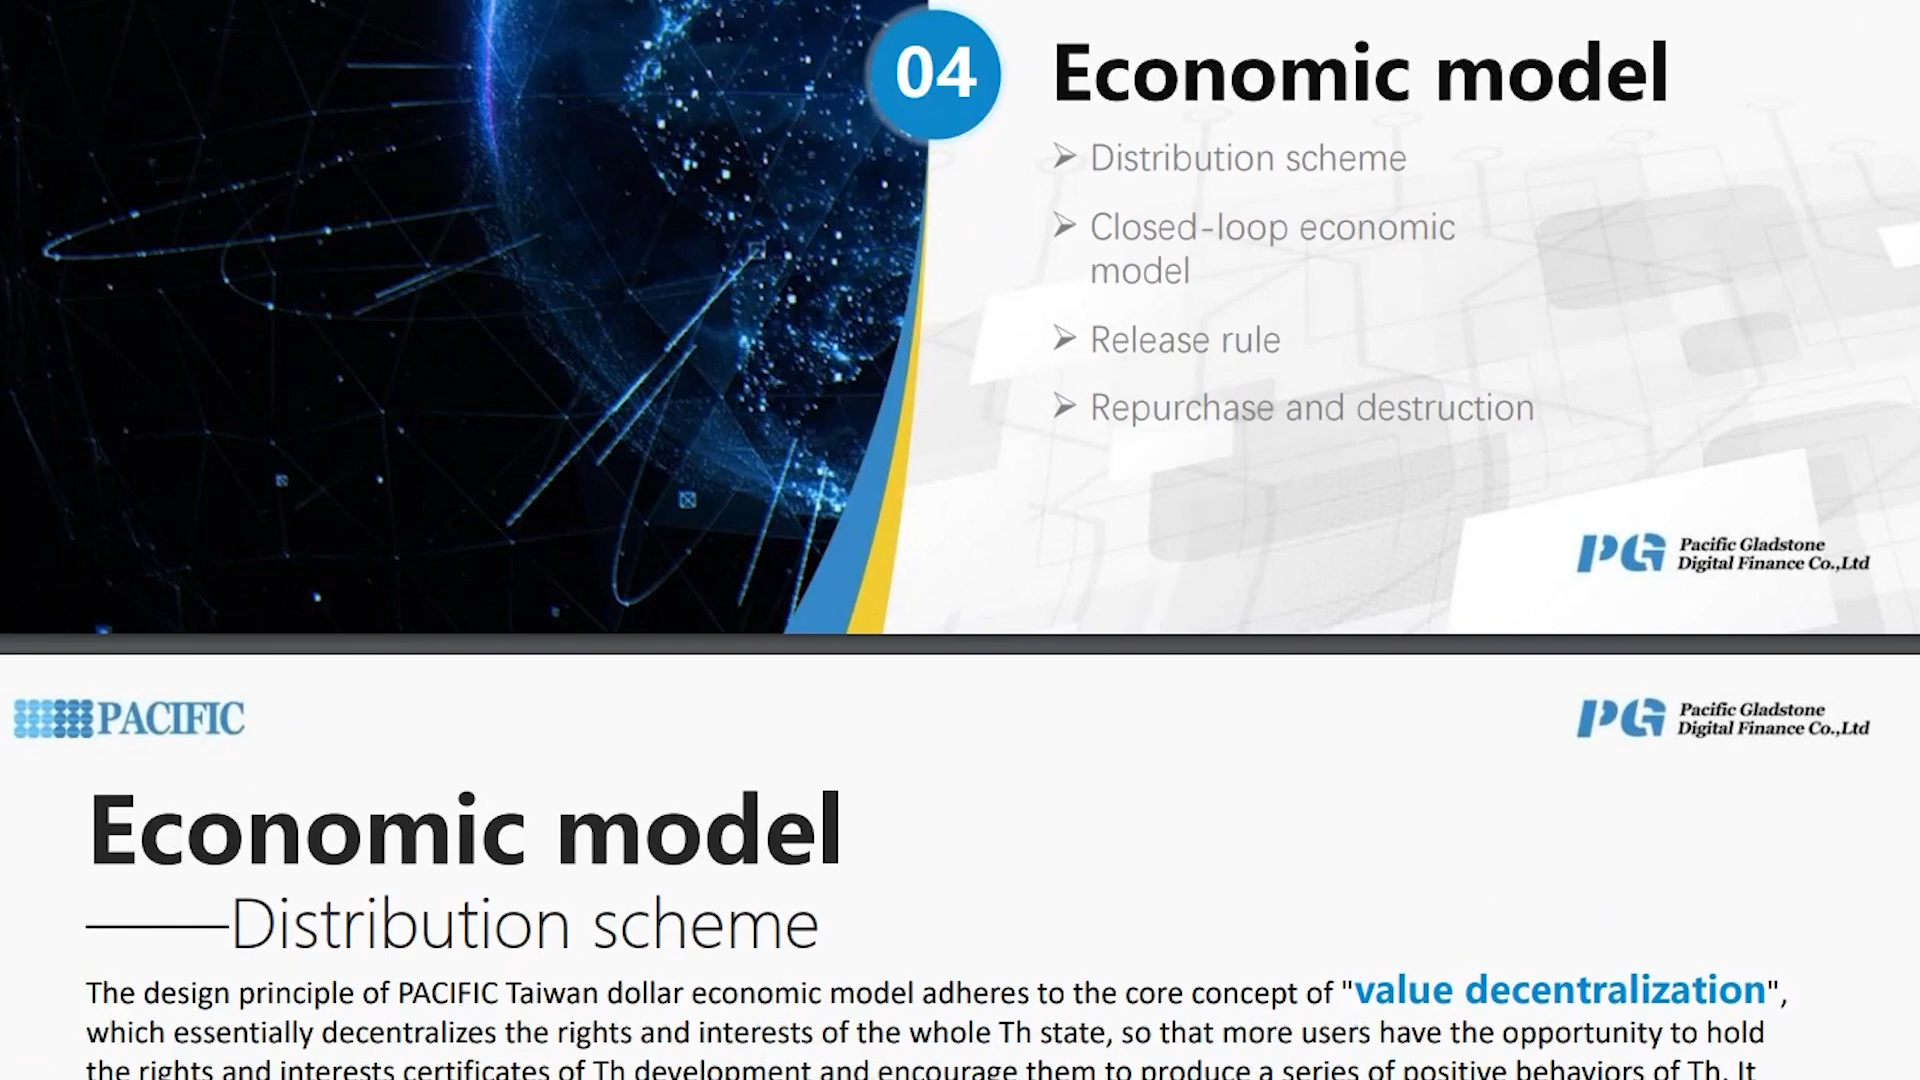 04
Economic model
Distribution scheme
Closed-loop economic
model
Release rule
Repurchase and destruction
PG Pacific Gladstone
Digital Finance Co.,Ltd
PACIFIC
PG Pacific Gladstone
Digital Finance Co.,Ltd
Economic model
——Distribution scheme
The design principle of PACIFIC Taiwan dollar economic model adheres to the core concept of "value decentralization",
which essentially decentralizes the rights and interests of the whole Th state, so that more users have the opportunity to hold
the rights and interests certificates of Th development and encourage them to produce a series of positive behaviors of Th. It